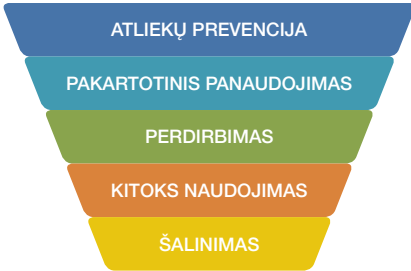 ATLIEKŲ PREVENCIJA
PAKARTOTINIS PANAUDOJIMAS
PERDIRBIMAS
KITOKS NAUDOJIMAS
ŠALINIMAS